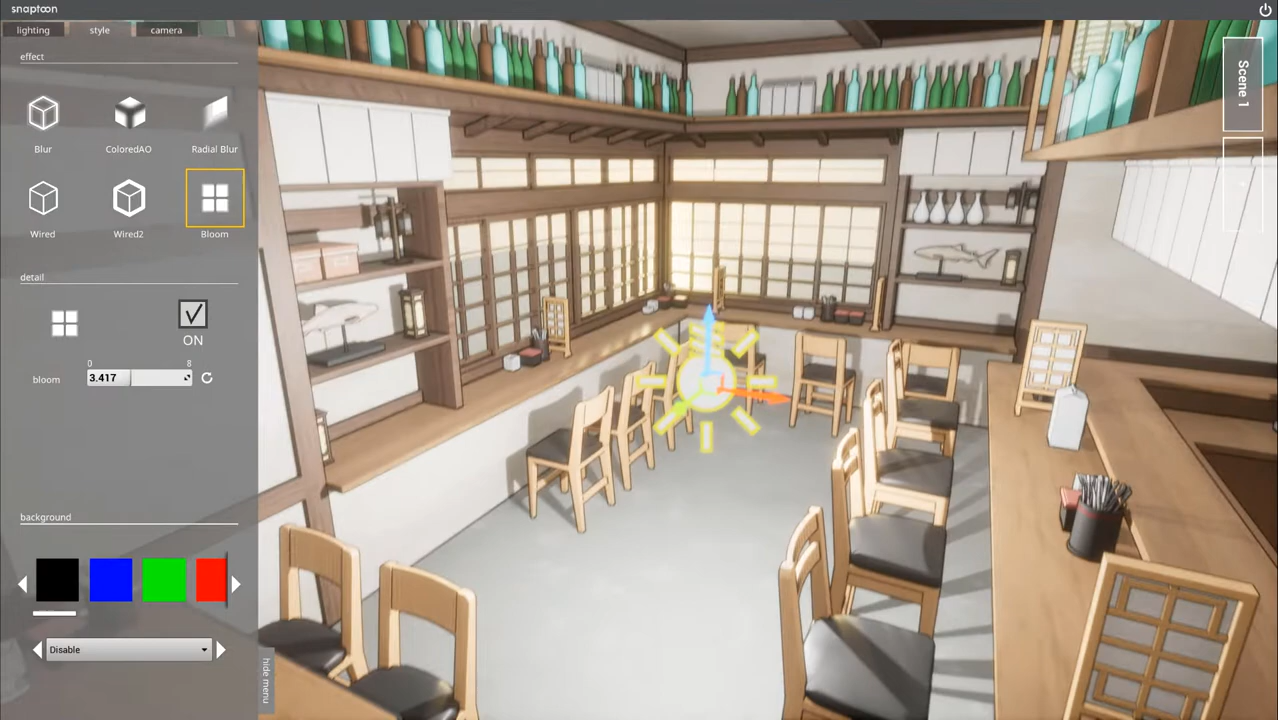 snaptoon
lighting style camera
effect
Blur ColoredAO Radial Blur
Wired Wired2 Bloom
detail
ON
0 8
bloom 3.417
background
Disable
hide menu
Scene 1